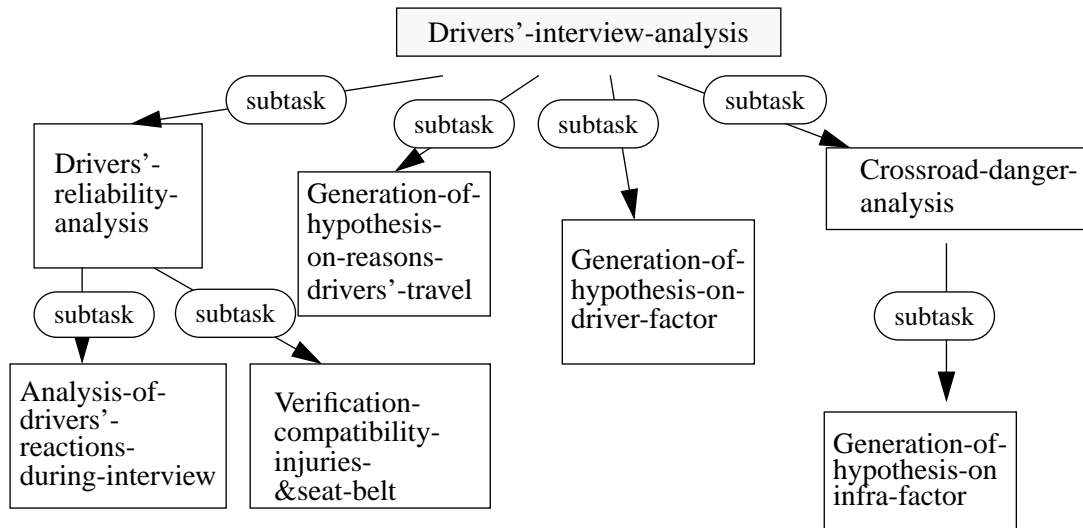 Drivers’-interview-analysis
subtask
subtask
subtask
subtask
Drivers’-
reliability-
analysis
Generation-of-
hypothesis-
on-reasons-
drivers’-travel
Generation-of-
hypothesis-on-
driver-factor
Crossroad-danger-
analysis
subtask
subtask
subtask
Analysis-of-
drivers’-
reactions-
during-interview
Verification-
compatibility-
injuries-
&seat-belt
Generation-of-
hypothesis-on
infra-factor